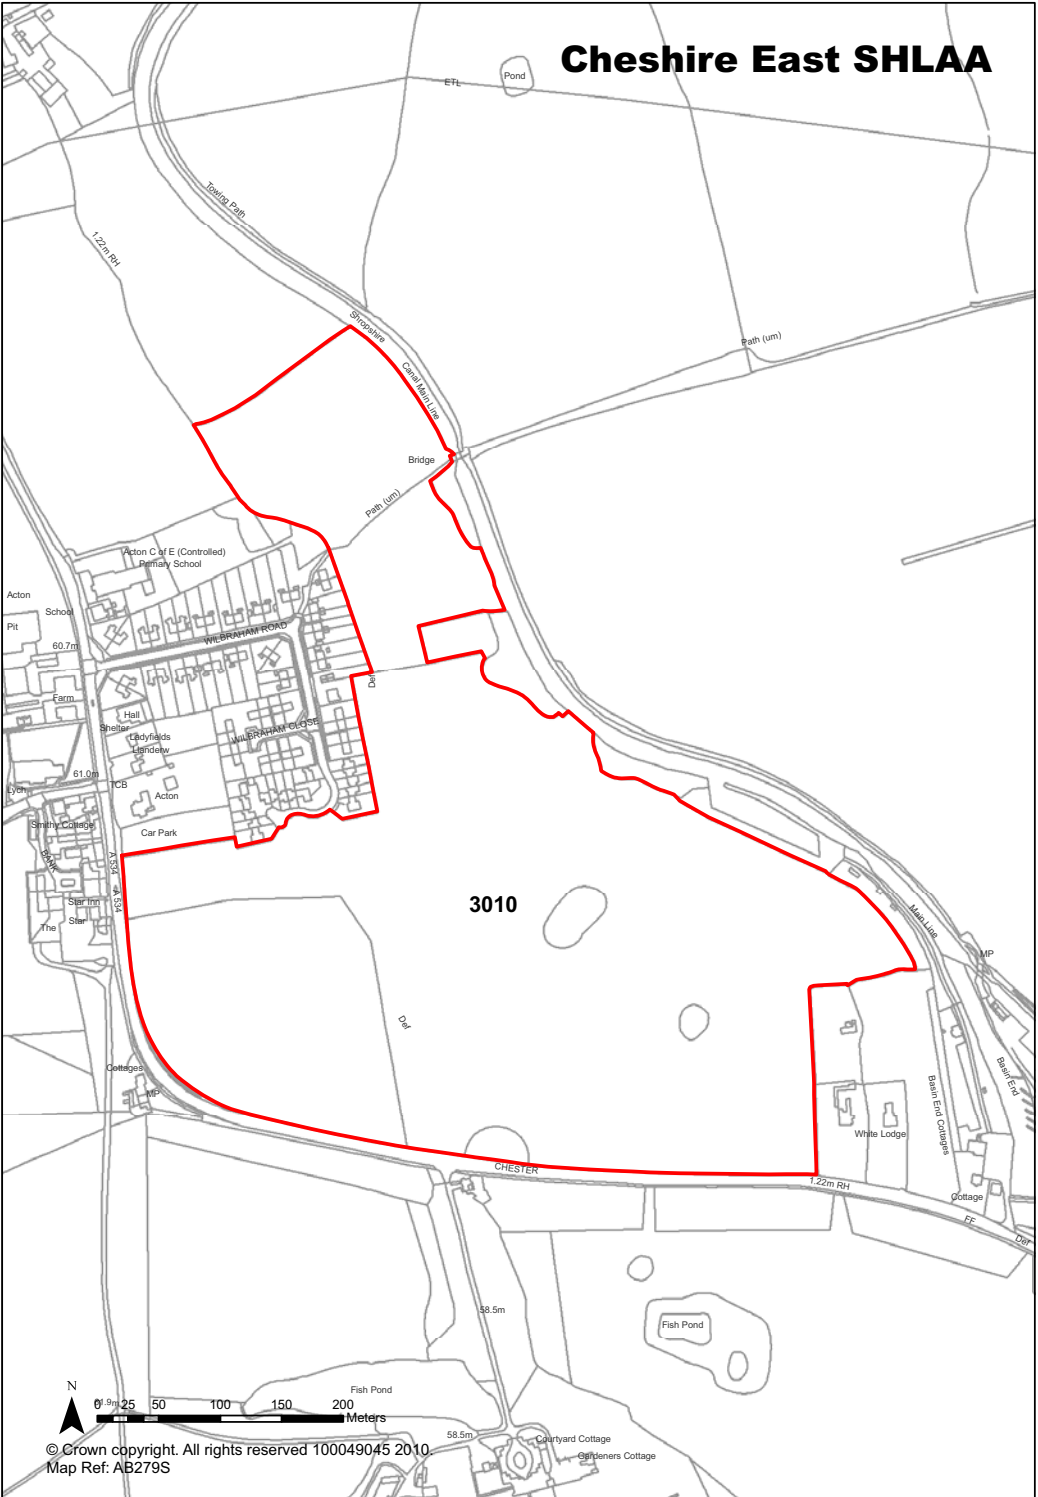 Cheshire East SHLAA
Pond
ETL
Towing Path
1.22m RH
Shropshire
Path (um)
Canal Main Line
Bridge
Path (um)
Acton C of E (Controlled)
Primary School
Acton
School
Pit
WILBRAHAM ROAD
60.7m
Def
Farm
Hall
Shelter
WILBRAHAM CLOSE
Ladyfields
Llanderw
61.0m
TCB
Lych
Acton
Smithy Cottage
Car Park
BANK
A 534
A 534
Star Inn
3010
Star
The
Main Line
MP
Def
Cottages
MP
Basin End
Basin End Cottages
White Lodge
CHESTER
1.22m RH
Cottage
FF
Def
58.5m
Fish Pond
Fish Pond
N
61.9m
0 25 50 100 150 200
Meters
58.5m
Courtyard Cottage
Gardeners Cottage
© Crown copyright. All rights reserved 100049045 2010.
Map Ref: AB279S